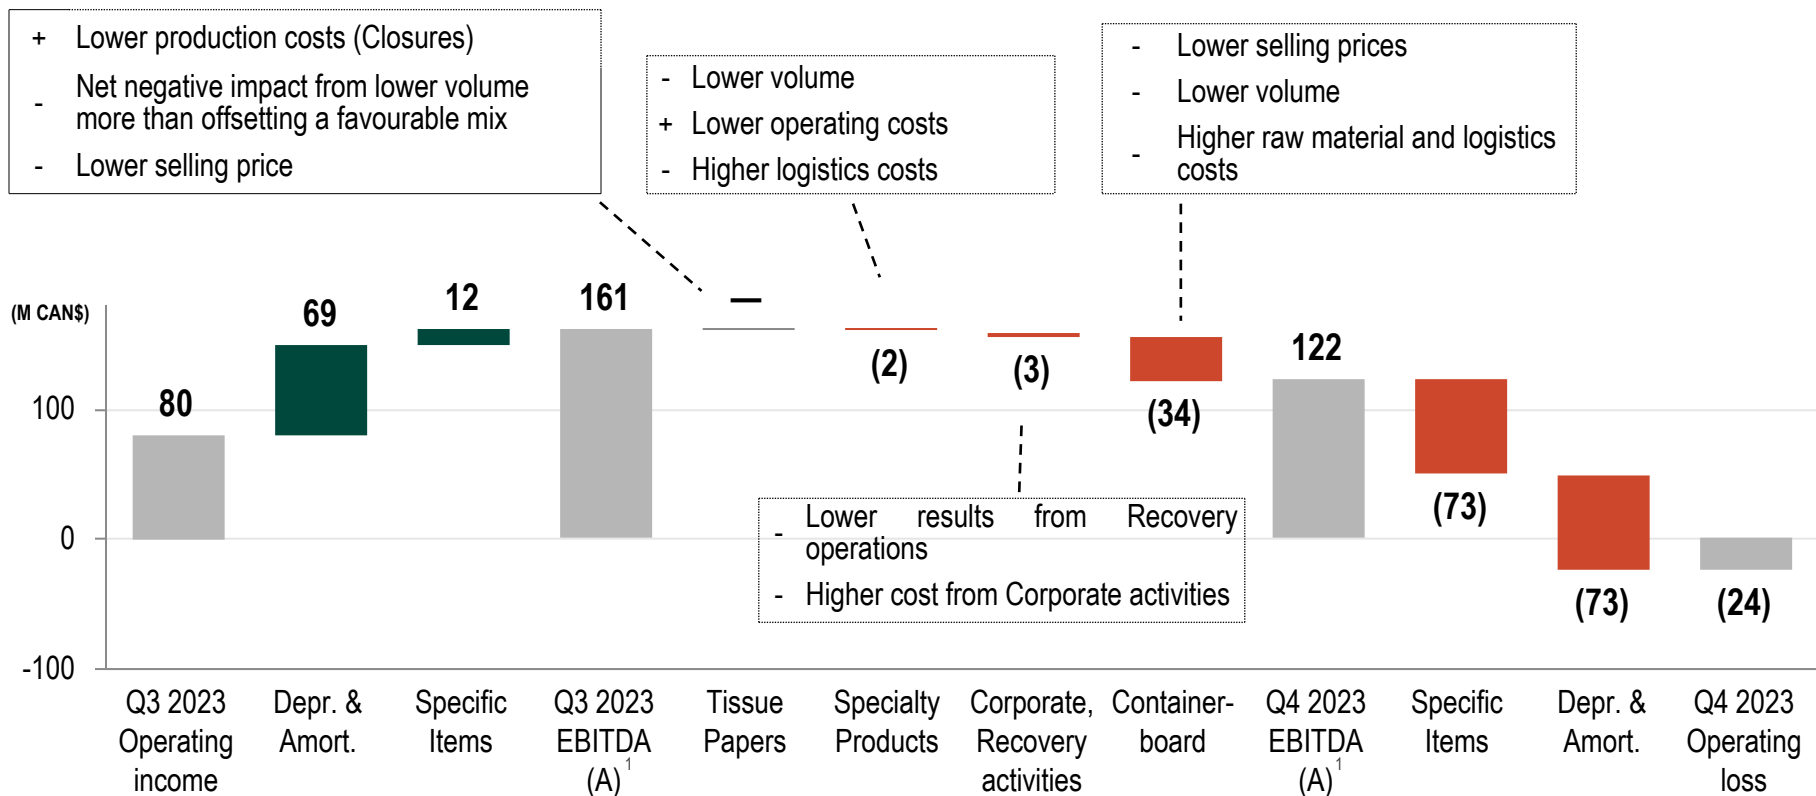 + Lower production costs (Closures)
- Net negative impact from lower volume
more than offsetting a favourable mix
- Lower selling price
- Lower volume
+ Lower operating costs
- Higher logistics costs
- Lower selling prices
- Lower volume
- Higher raw material and logistics
costs
(M CAN$)
80
69
12
161
—
(2)
(3)
(34)
122
(73)
(73)
(24)
100
0
-100
- Lower results from Recovery
operations
- Higher cost from Corporate activities
Q3 2023
Operating
income
Depr. &
Amort.
Specific
Items
Q3 2023
EBITDA
(A) 1
Tissue
Papers
Specialty
Products
Corporate,
Recovery
activities
Container-
board
Q4 2023
EBITDA
(A) 1
Specific
Items
Depr. &
Amort.
Q4 2023
Operating
loss